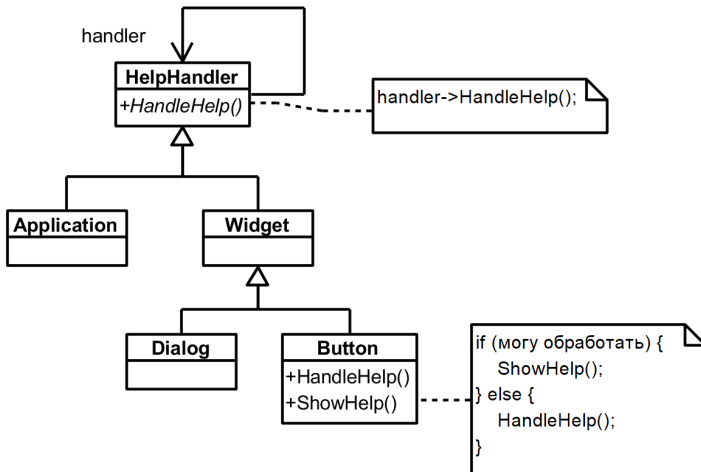 handler
HelpHandler
+HandleHelp()
handler->HandleHelp();
Application
Widget
Dialog
Button
+HandleHelp()
+ShowHelp()
if (могу обработать) {
ShowHelp();
} else {
HandleHelp();
}